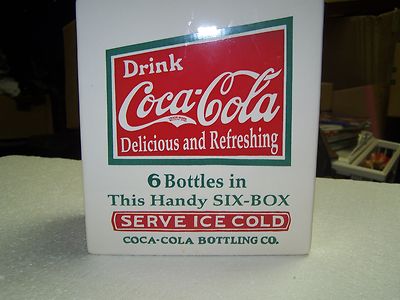 Drink
Coca-Cola
Delicious and Refreshing
6 Bottles in
This Handy SIX-BOX
SERVE ICE COLD
COCA-COLA BOTTLING CO.